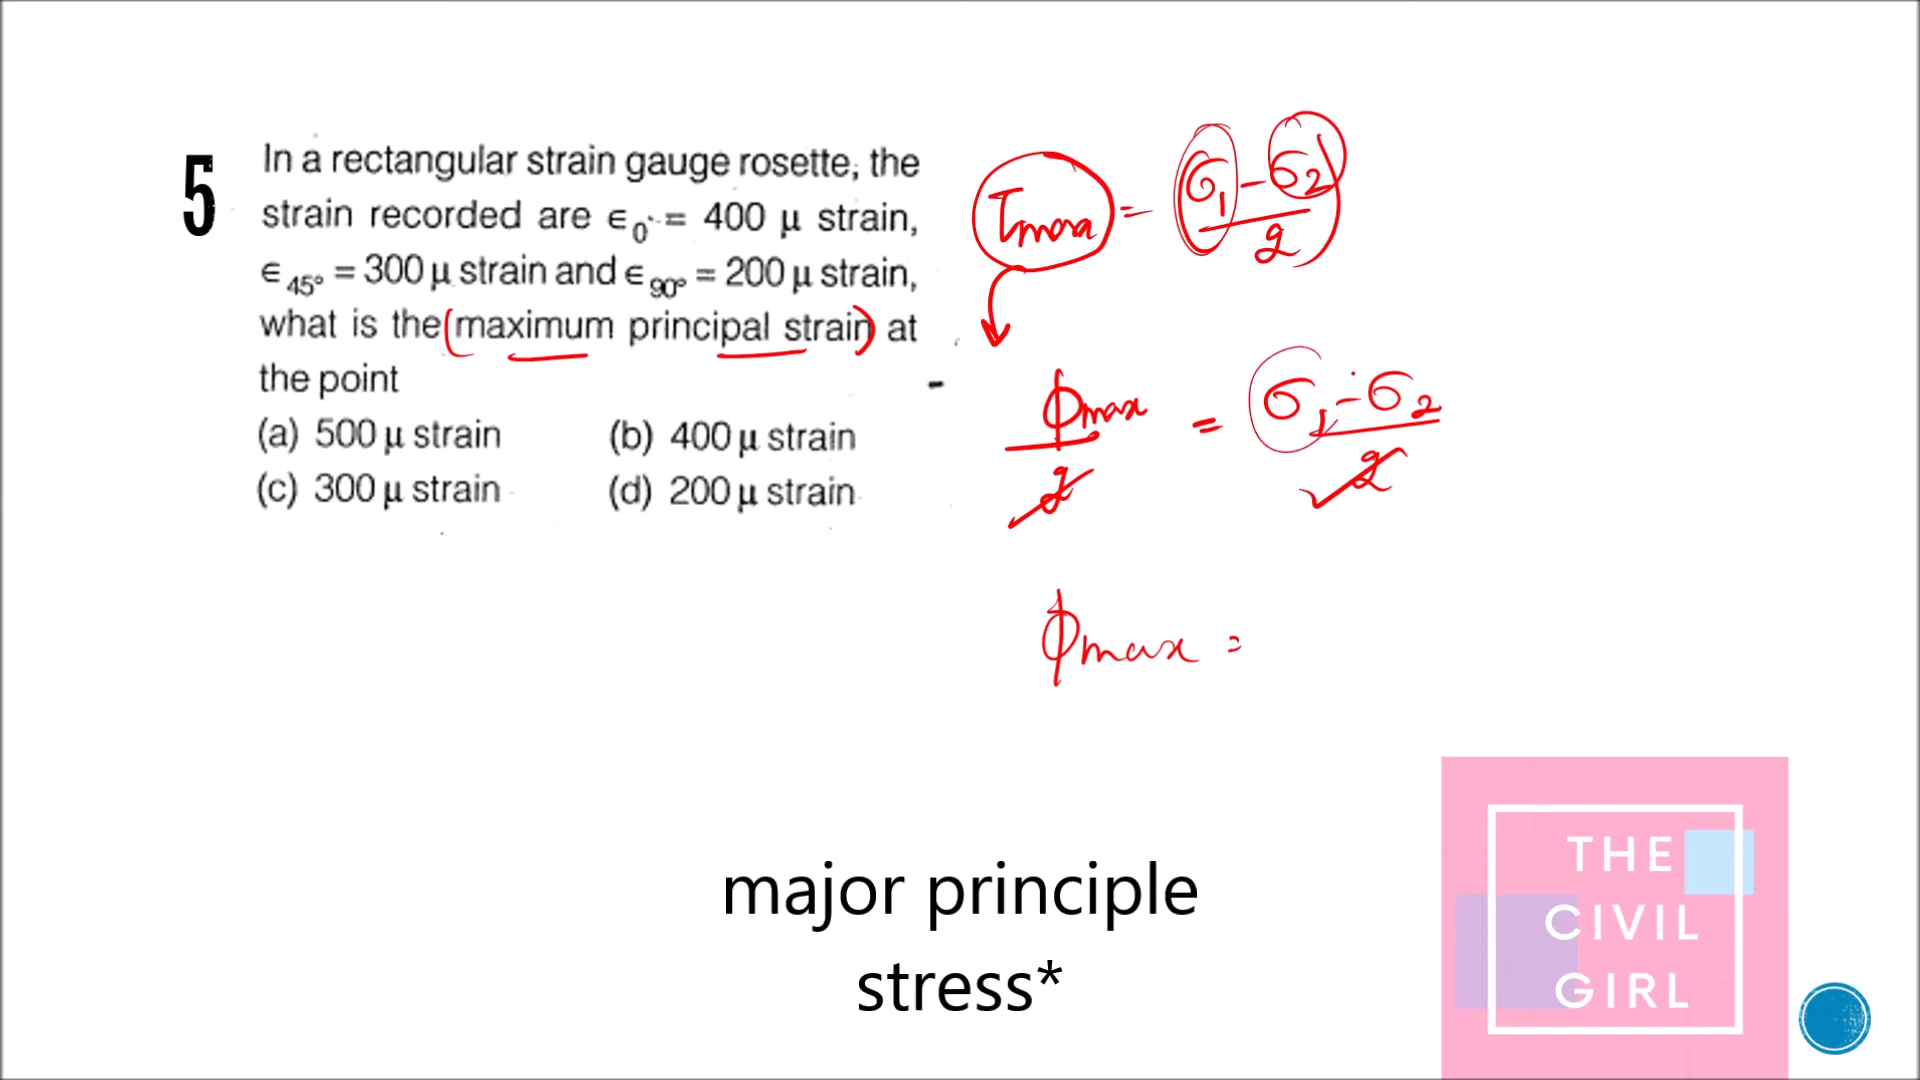 5
In a rectangular strain gauge rosette, the
strain recorded are ϵ₀· = 400 μ strain,
ϵ 45° = 300 μ strain and ϵ 90° = 200 μ strain,
what is the (maximum principal strain) at
the point
(a) 500 μ strain (b) 400 μ strain
(c) 300 μ strain (d) 200 μ strain
τmax = (σ₁ - σ₂)/2
ϕmax/2 = σ₁ - σ₂/2
ϕmax =
major principle
stress*
THE
CIVIL
GIRL